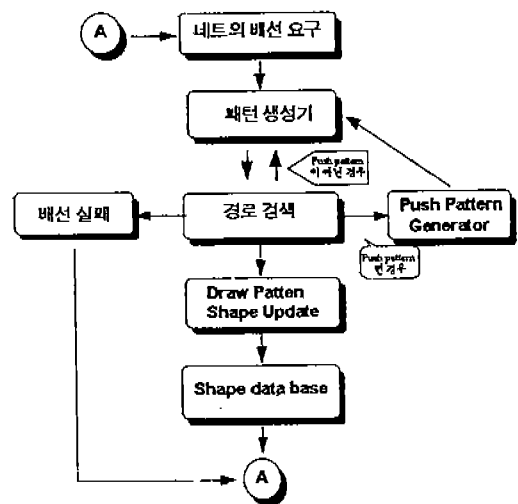 A
네트의 배선 요구
패턴 생성기
Push pattern
이 아닌 경우
배선 실패
경로 검색
Push Pattern
Generator
Push pattern
인 경우
Draw Patten
Shape Update
Shape data base
A